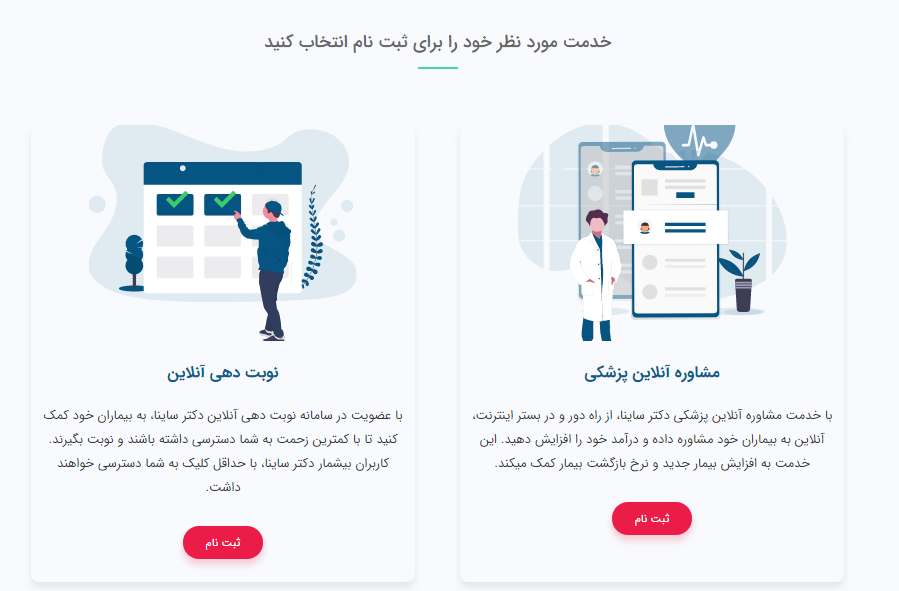 خدمت مورد نظر خود را برای ثبت نام انتخاب کنید
مشاوره آنلاین پزشکی
با خدمت مشاوره آنلاین پزشکی دکتر ساینا، از راه دور و در بستر اینترنت،
آنلاین به بیماران خود مشاوره داده و درآمد خود را افزایش دهید. این
خدمت به افزایش بیمار جدید و نرخ بازگشت بیمار کمک میکند.
ثبت نام
نوبت دهی آنلاین
با عضویت در سامانه نوبت دهی آنلاین دکتر ساینا، به بیماران خود کمک
کنید تا با کمترین زحمت به شما دسترسی داشته باشند و نوبت بگیرند.
کاربران بیشمار دکتر ساینا، با حداقل کلیک به شما دسترسی خواهند
داشت.
ثبت نام